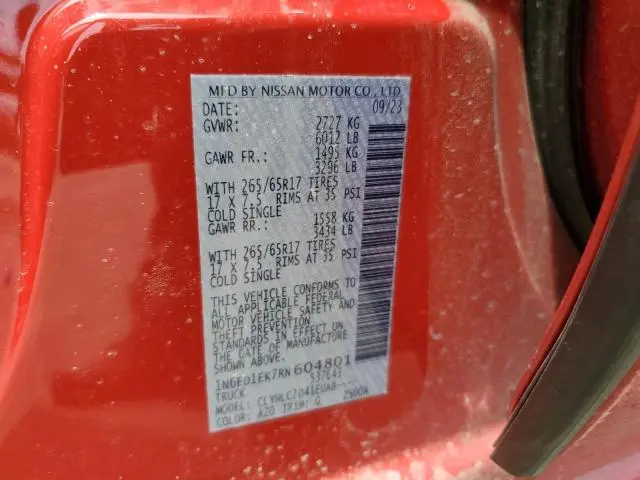 MFD BY NISSAN MOTOR CO., LTD
DATE: 09/23
GVWR: 2727 KG
6012 LB
GAWR FR.: 1495 KG
3296 LB
WITH 265/65R17 TIRES
17 X 7.5 RIMS AT 35 PSI
COLD SINGLE
GAWR RR.: 1558 KG
3434 LB
WITH 265/65R17 TIRES
17 X 7.5 RIMS AT 35 PSI
COLD SINGLE
THIS VEHICLE CONFORMS TO
ALL APPLICABLE FEDERAL
MOTOR VEHICLE SAFETY AND
THEFT PREVENTION
STANDARDS IN EFFECT ON
THE DATE OF MANUFACTURE
SHOWN ABOVE.
1N6ED1EK7RN604801
TRUCK
MODEL:
COLOR: A20 TRIM: G